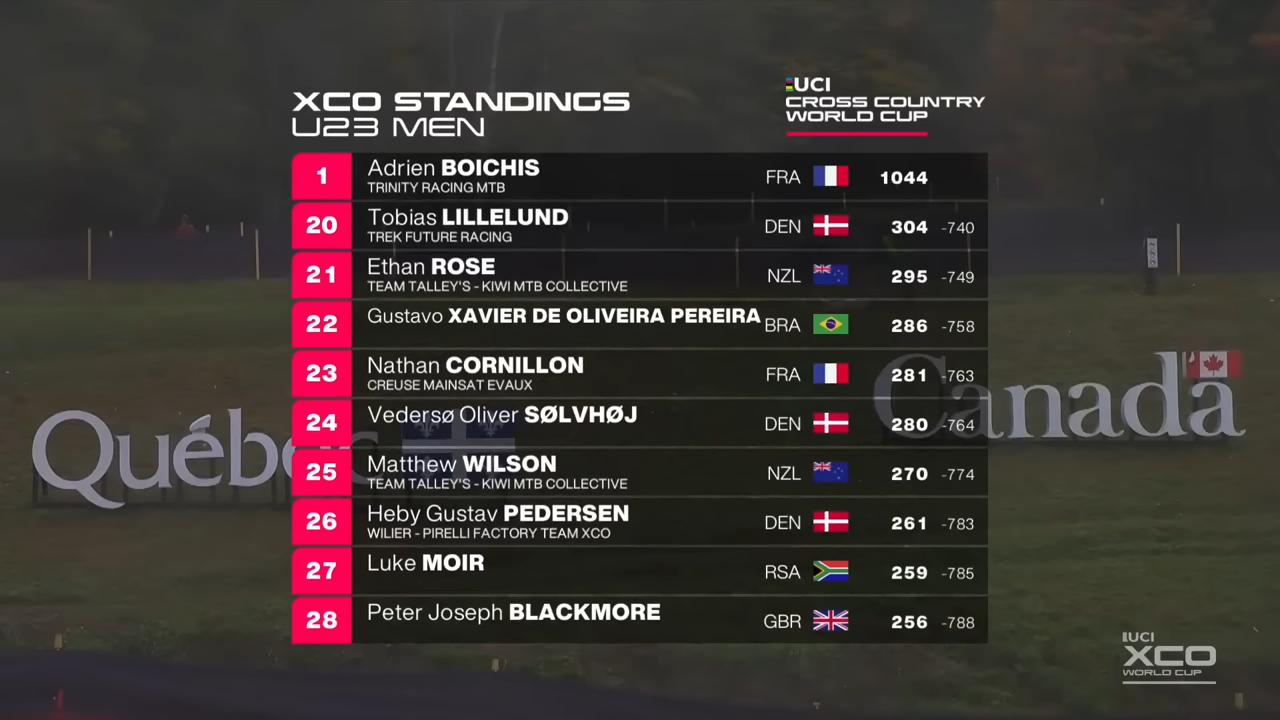 XCO STANDINGS
U23 MEN
UCI
CROSS COUNTRY
WORLD CUP
1 Adrien BOICHIS FRA 1044
TRINITY RACING MTB
20 Tobias LILLELUND DEN 304 -740
TREK FUTURE RACING
21 Ethan ROSE NZL 295 -749
TEAM TALLEY'S - KIWI MTB COLLECTIVE
22 Gustavo XAVIER DE OLIVEIRA PEREIRA BRA 286 -758
23 Nathan CORNILLON FRA 281 -763
CREUSE MAINSAT EVAUX
24 Vedersø Oliver SØLVHØJ DEN 280 -764
25 Matthew WILSON NZL 270 -774
TEAM TALLEY'S - KIWI MTB COLLECTIVE
26 Heby Gustav PEDERSEN DEN 261 -783
WILIER - PIRELLI FACTORY TEAM XCO
27 Luke MOIR RSA 259 -785
28 Peter Joseph BLACKMORE GBR 256 -788
Québec
Canada
UCI
XCO
WORLD CUP